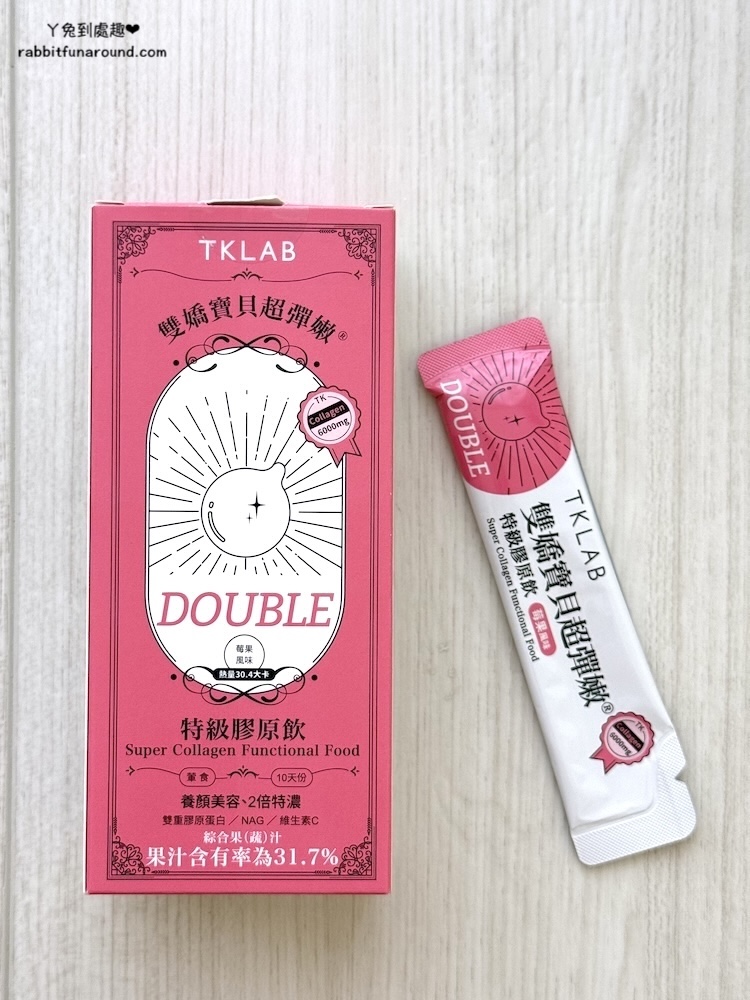 丫兔到處趣❤
rabbitfunaround.com
TKLAB
雙嬌寶貝超彈嫩®
TK
Collagen
6000mg
DOUBLE
莓果
風味
熱量30.4大卡
特級膠原飲
Super Collagen Functional Food
葷食
10天份
養顏美容、2倍特濃
雙重膠原蛋白／NAG／維生素C
綜合果(蔬)汁
果汁含有率為31.7%
DOUBLE
TKLAB
雙嬌寶貝超彈嫩®
特級膠原飲 莓果風味
Super Collagen Functional Food
TK
Collagen
6000mg